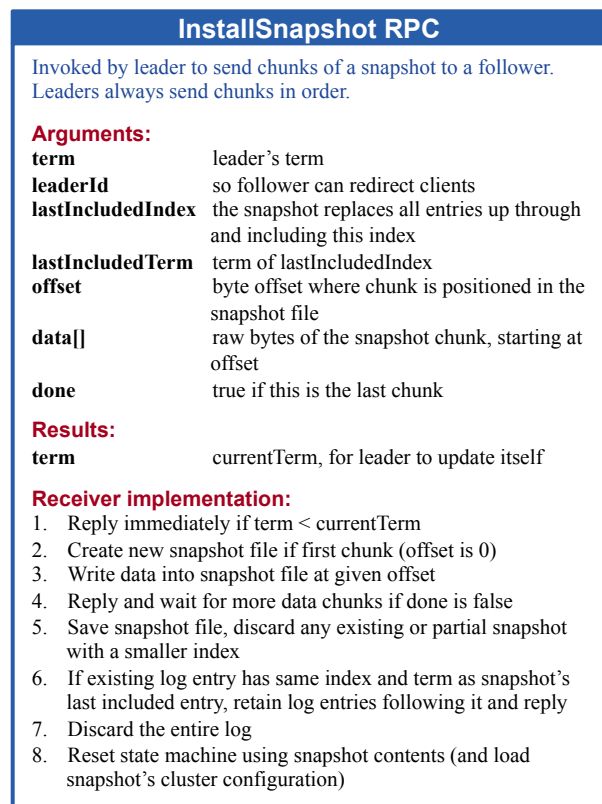 InstallSnapshot RPC
Invoked by leader to send chunks of a snapshot to a follower.
Leaders always send chunks in order.
Arguments:
term leader’s term
leaderId so follower can redirect clients
lastIncludedIndex the snapshot replaces all entries up through
and including this index
lastIncludedTerm term of lastIncludedIndex
offset byte offset where chunk is positioned in the
snapshot file
data[] raw bytes of the snapshot chunk, starting at
offset
done true if this is the last chunk
Results:
term currentTerm, for leader to update itself
Receiver implementation:
1. Reply immediately if term < currentTerm
2. Create new snapshot file if first chunk (offset is 0)
3. Write data into snapshot file at given offset
4. Reply and wait for more data chunks if done is false
5. Save snapshot file, discard any existing or partial snapshot
with a smaller index
6. If existing log entry has same index and term as snapshot’s
last included entry, retain log entries following it and reply
7. Discard the entire log
8. Reset state machine using snapshot contents (and load
snapshot’s cluster configuration)